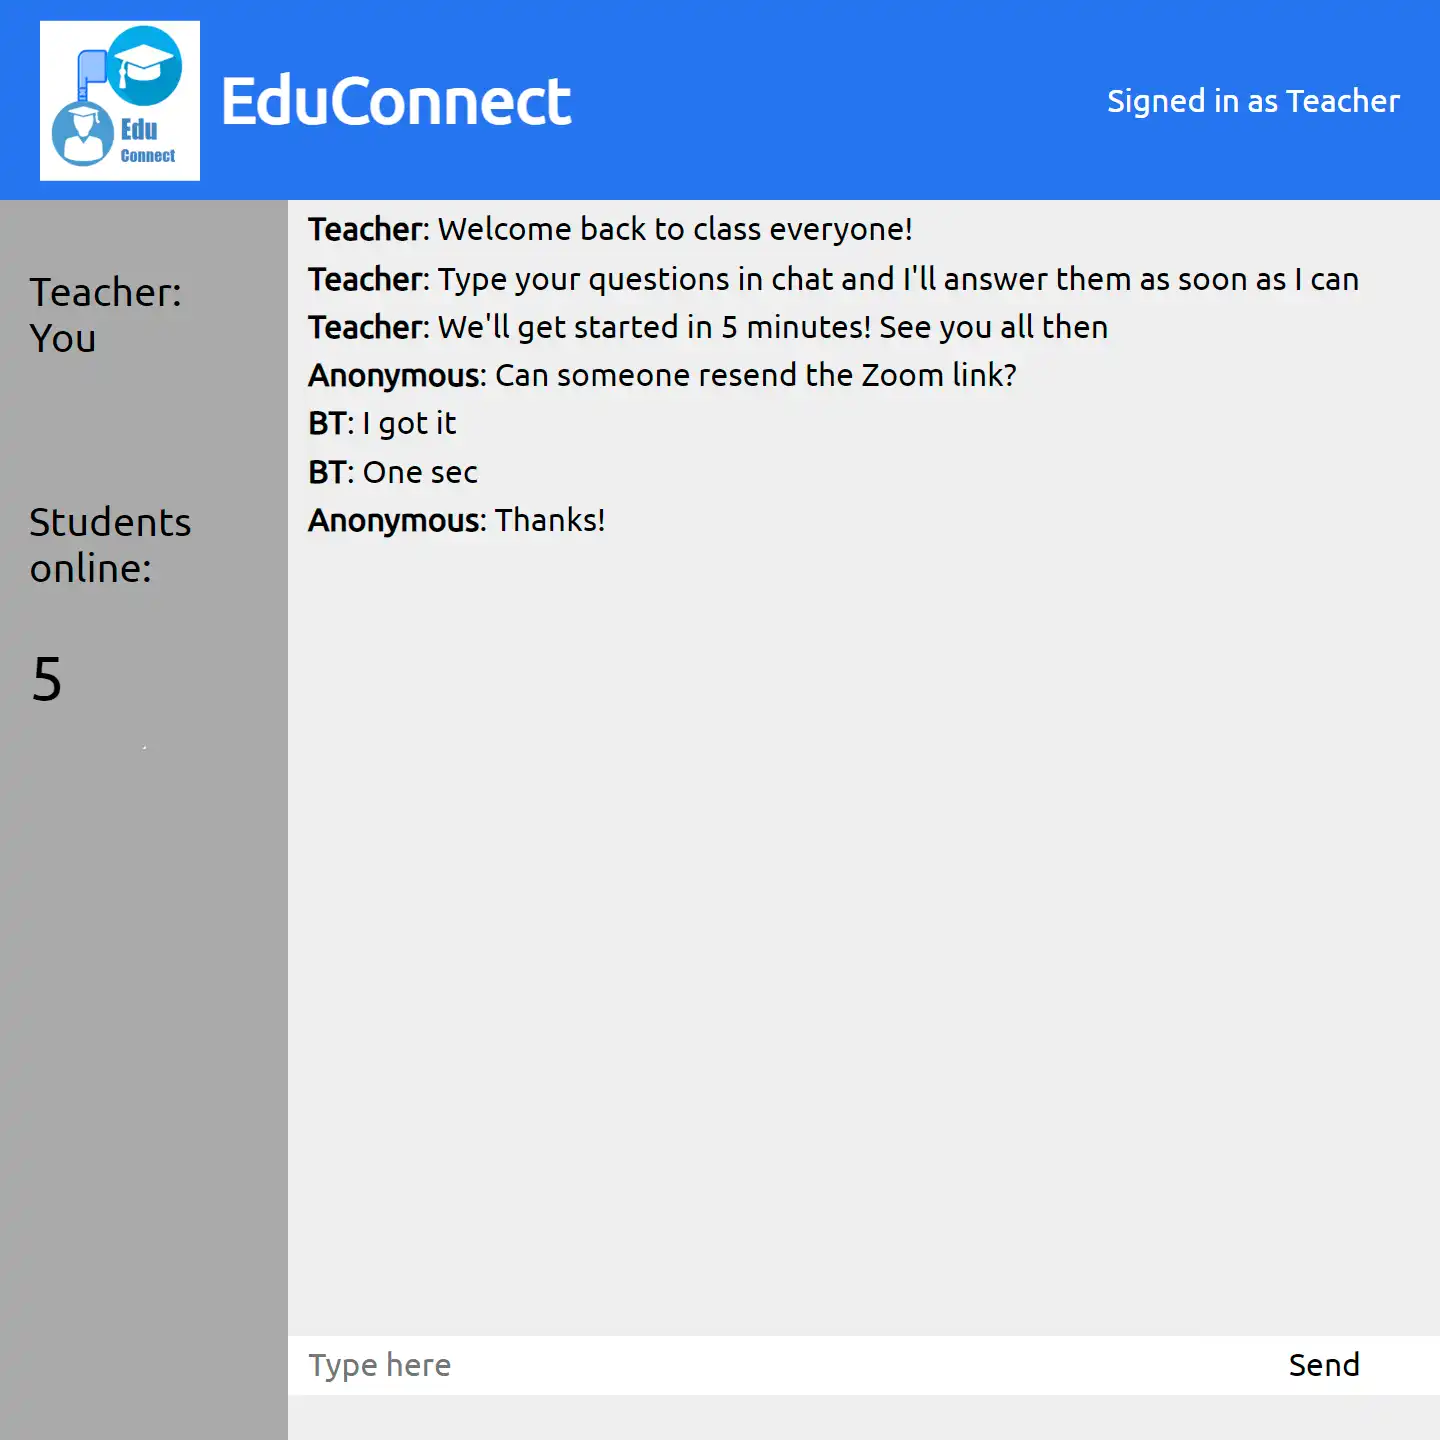 Edu
Connect
EduConnect
Signed in as Teacher
Teacher:
You
Students
online:
5
Teacher: Welcome back to class everyone!
Teacher: Type your questions in chat and I'll answer them as soon as I can
Teacher: We'll get started in 5 minutes! See you all then
Anonymous: Can someone resend the Zoom link?
BT: I got it
BT: One sec
Anonymous: Thanks!
Type here
Send